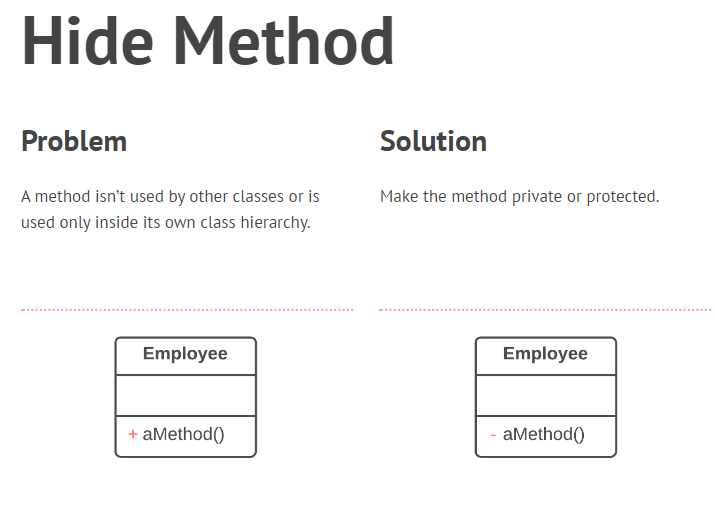 Hide Method
Problem
A method isn’t used by other classes or is
used only inside its own class hierarchy.
Solution
Make the method private or protected.
Employee
+ aMethod()
Employee
- aMethod()